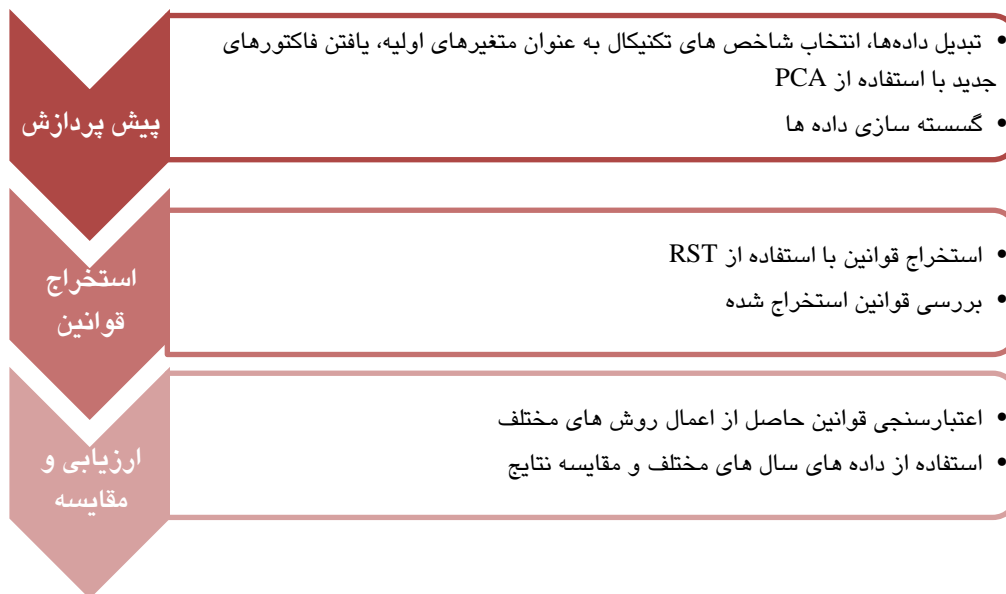 پیش پردازش
• تبدیل داده‌ها، انتخاب شاخص های تکنیکال به عنوان متغیرهای اولیه، یافتن فاکتورهای
جدید با استفاده از PCA
• گسسته سازی داده ها
استخراج
قوانین
• استخراج قوانین با استفاده از RST
• بررسی قوانین استخراج شده
ارزیابی و
مقایسه
• اعتبارسنجی قوانین حاصل از اعمال روش های مختلف
• استفاده از داده های سال های مختلف و مقایسه نتایج